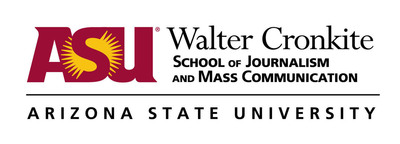 ASU® Walter Cronkite
SCHOOL OF JOURNALISM
AND MASS COMMUNICATION
ARIZONA STATE UNIVERSITY